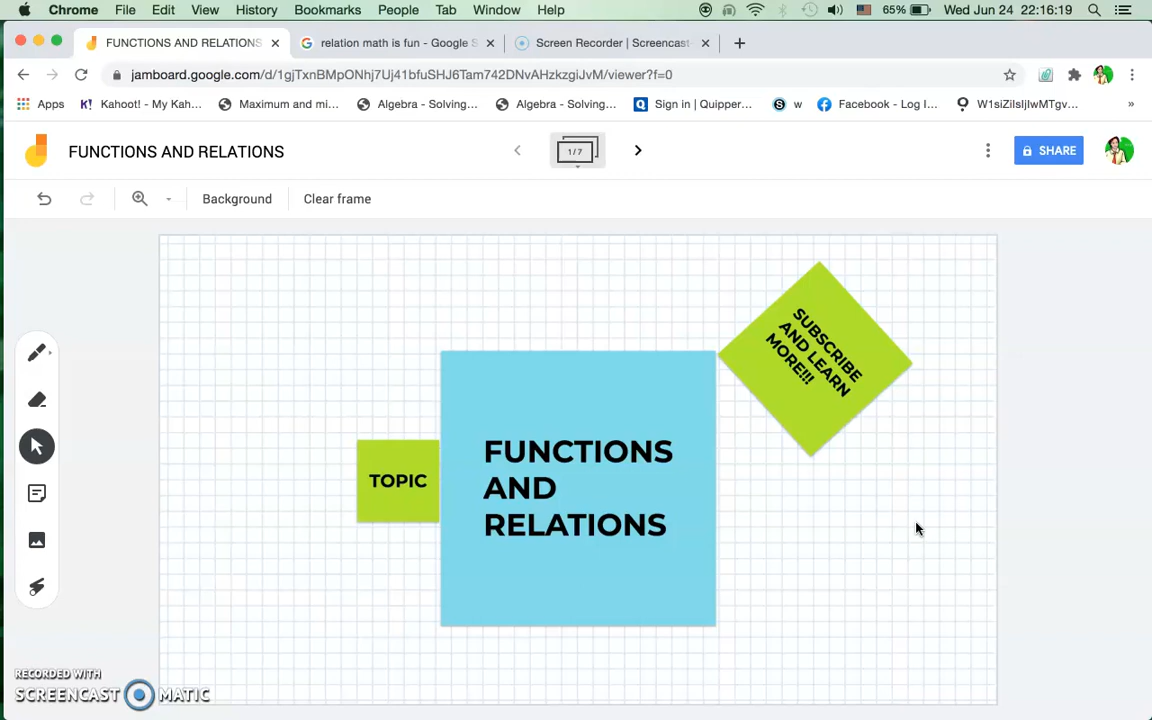 Chrome File Edit View History Bookmarks People Tab Window Help 65% Wed Jun 24 22:16:19
FUNCTIONS AND RELATIONS relation math is fun - Google S Screen Recorder | Screencast-
jamboard.google.com/d/1gjTxnBMpONhj7Uj41bfuSHJ6Tam742DNvAHzkzgiJvM/viewer?f=0
Apps Kahoot! - My Kah... Maximum and mi... Algebra - Solving... Algebra - Solving... Sign in | Quipper... w Facebook - Log I... W1siZilsIjIwMTgv... »
FUNCTIONS AND RELATIONS 1/7 SHARE
Background Clear frame
SUBSCRIBE
AND LEARN
MORE!!!
TOPIC
FUNCTIONS
AND
RELATIONS
RECORDED WITH
SCREENCAST MATIC